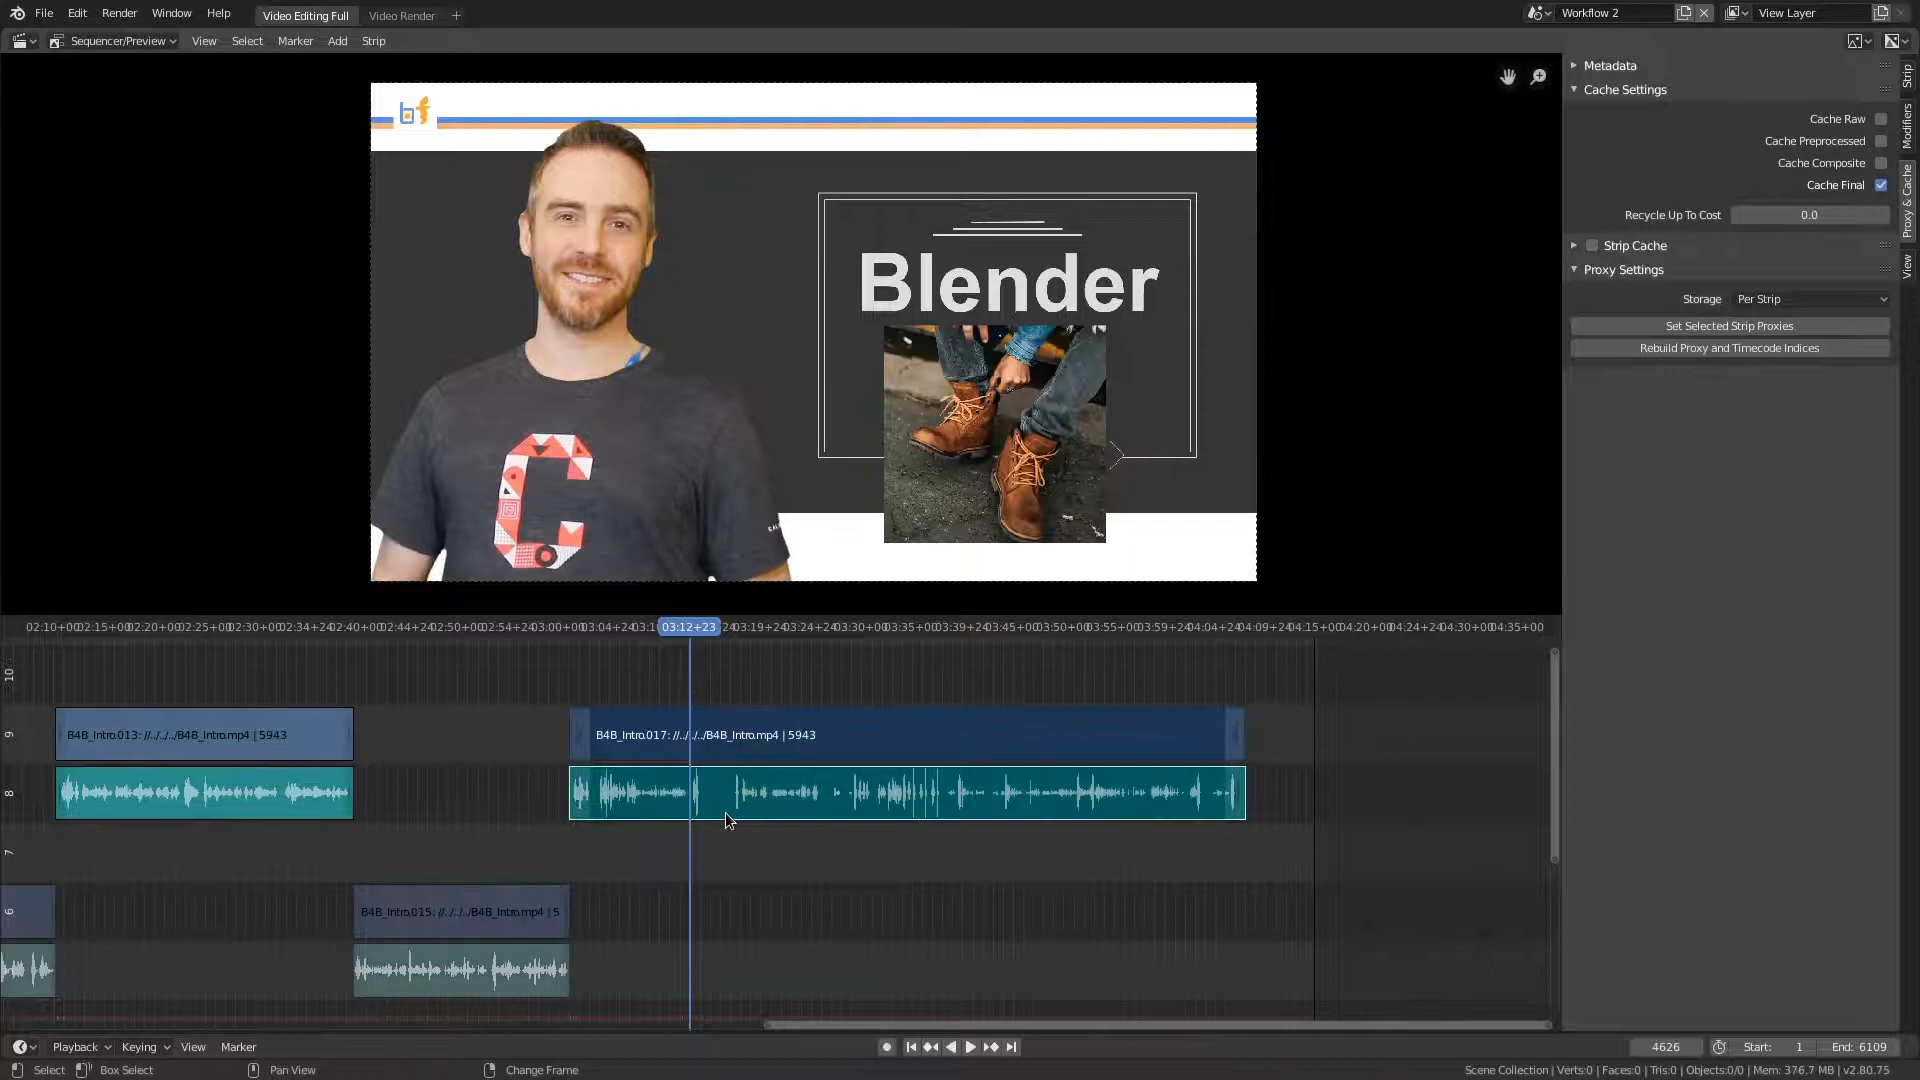 File Edit Render Window Help Video Editing Full Video Render + Workflow 2 View Layer
Sequencer/Preview View Select Marker Add Strip
Metadata
Cache Settings
Cache Raw
Cache Preprocessed
Cache Composite
Cache Final
Recycle Up To Cost 0.0
Strip Cache
Proxy Settings
Storage Per Strip
Set Selected Strip Proxies
Rebuild Proxy and Timecode Indices
Strip
Modifiers
Proxy & Cache
View
bf
Blender
C
02:10+00 02:15+00 02:20+00 02:25+00 02:30+00 02:34+24 02:40+00 02:44+24 02:50+00 02:54+24 03:00+00 03:04+24 03:12+23 03:19+24 03:24+24 03:30+00 03:35+00 03:39+24 03:45+00 03:50+00 03:55+00 03:59+24 04:04+24 04:09+24 04:15+00 04:20+00 04:24+24 04:30+00 04:35+00
10
9
B4B_Intro.013: //../../../B4B_Intro.mp4 | 5943
B4B_Intro.017: //../../../B4B_Intro.mp4 | 5943
8
7
6
B4B_Intro.015: //../../../B4B_Intro.mp4 | 5
Playback Keying View Marker 4626 Start: 1 End: 6109
Select Box Select Pan View Change Frame Scene Collection | Verts:0 | Faces:0 | Tris:0 | Objects:0/0 | Mem: 376.7 MB | v2.80.75